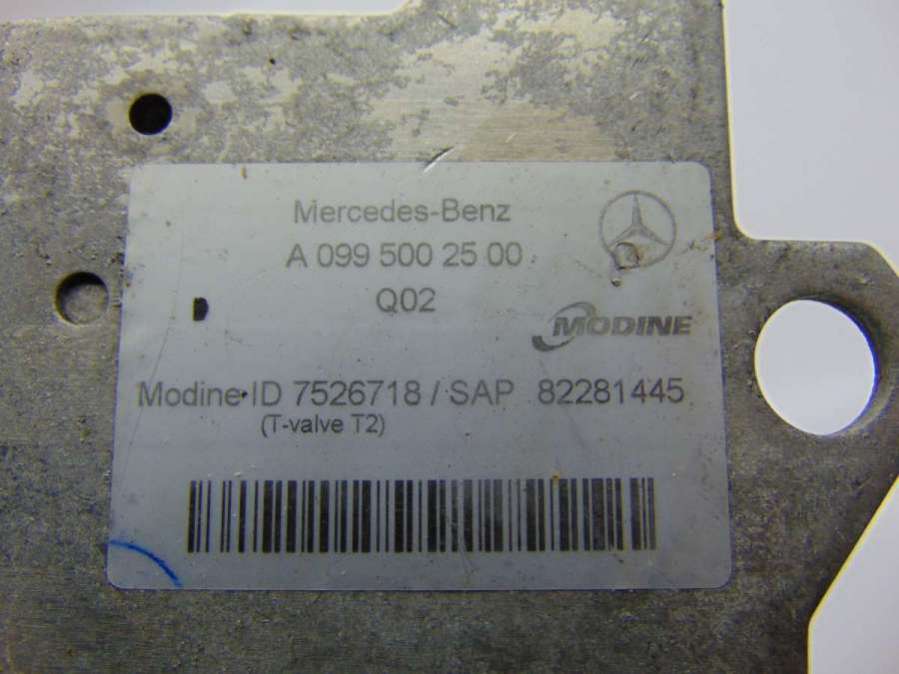 Mercedes-Benz
A 099 500 25 00
Q02
MODINE
Modine ID 7526718 / SAP 82281445
(T-valve T2)